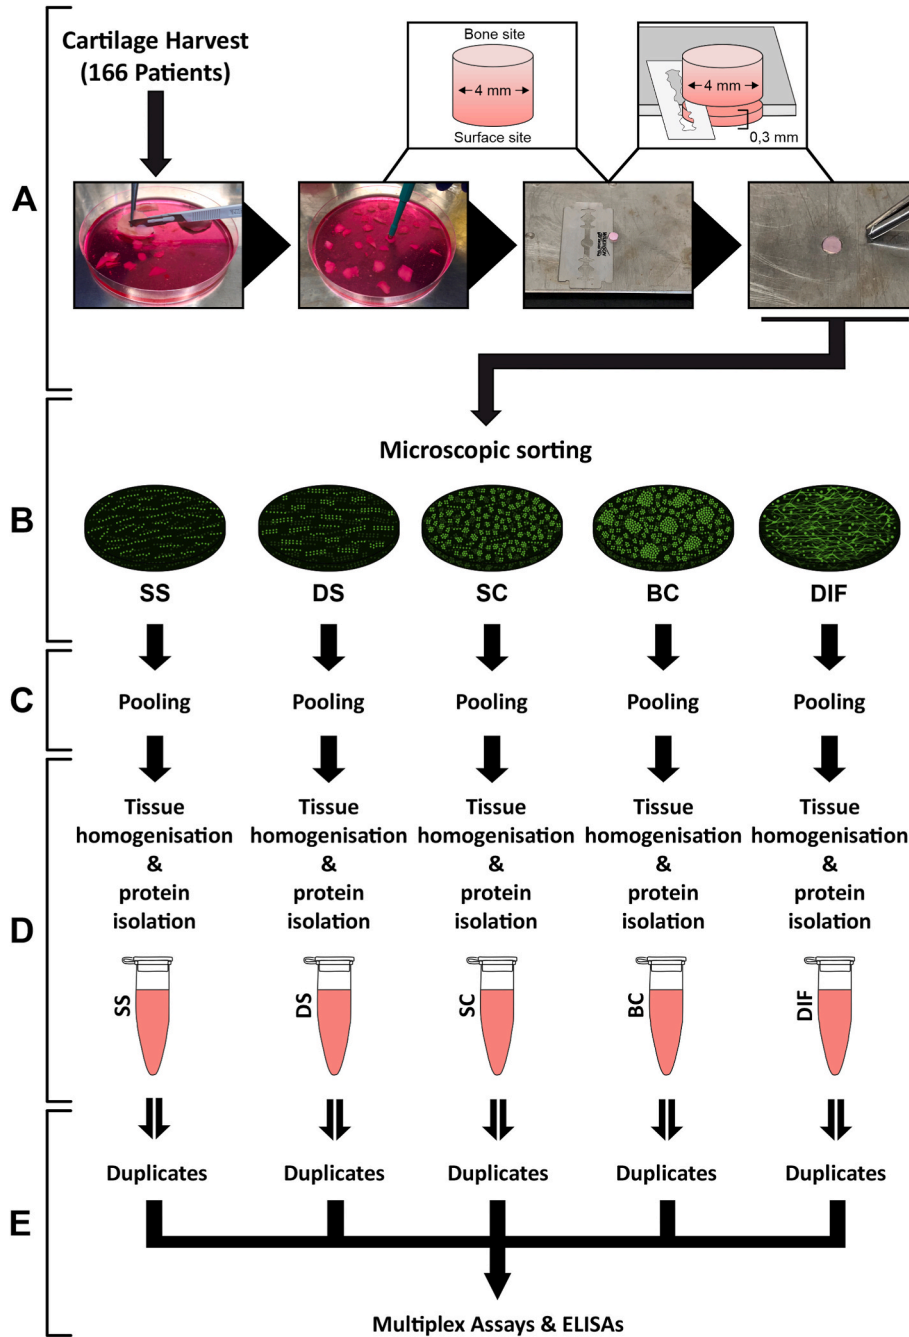 Cartilage Harvest
(166 Patients)
Bone site
4 mm
Surface site
4 mm
0,3 mm
A
Microscopic sorting
B
SS DS SC BC DIF
C
Pooling Pooling Pooling Pooling Pooling
D
Tissue Tissue Tissue Tissue Tissue
homogenisation homogenisation homogenisation homogenisation homogenisation
& & & & &
protein protein protein protein protein
isolation isolation isolation isolation isolation
SS DS SC BC DIF
E
Duplicates Duplicates Duplicates Duplicates Duplicates
Multiplex Assays & ELISAs